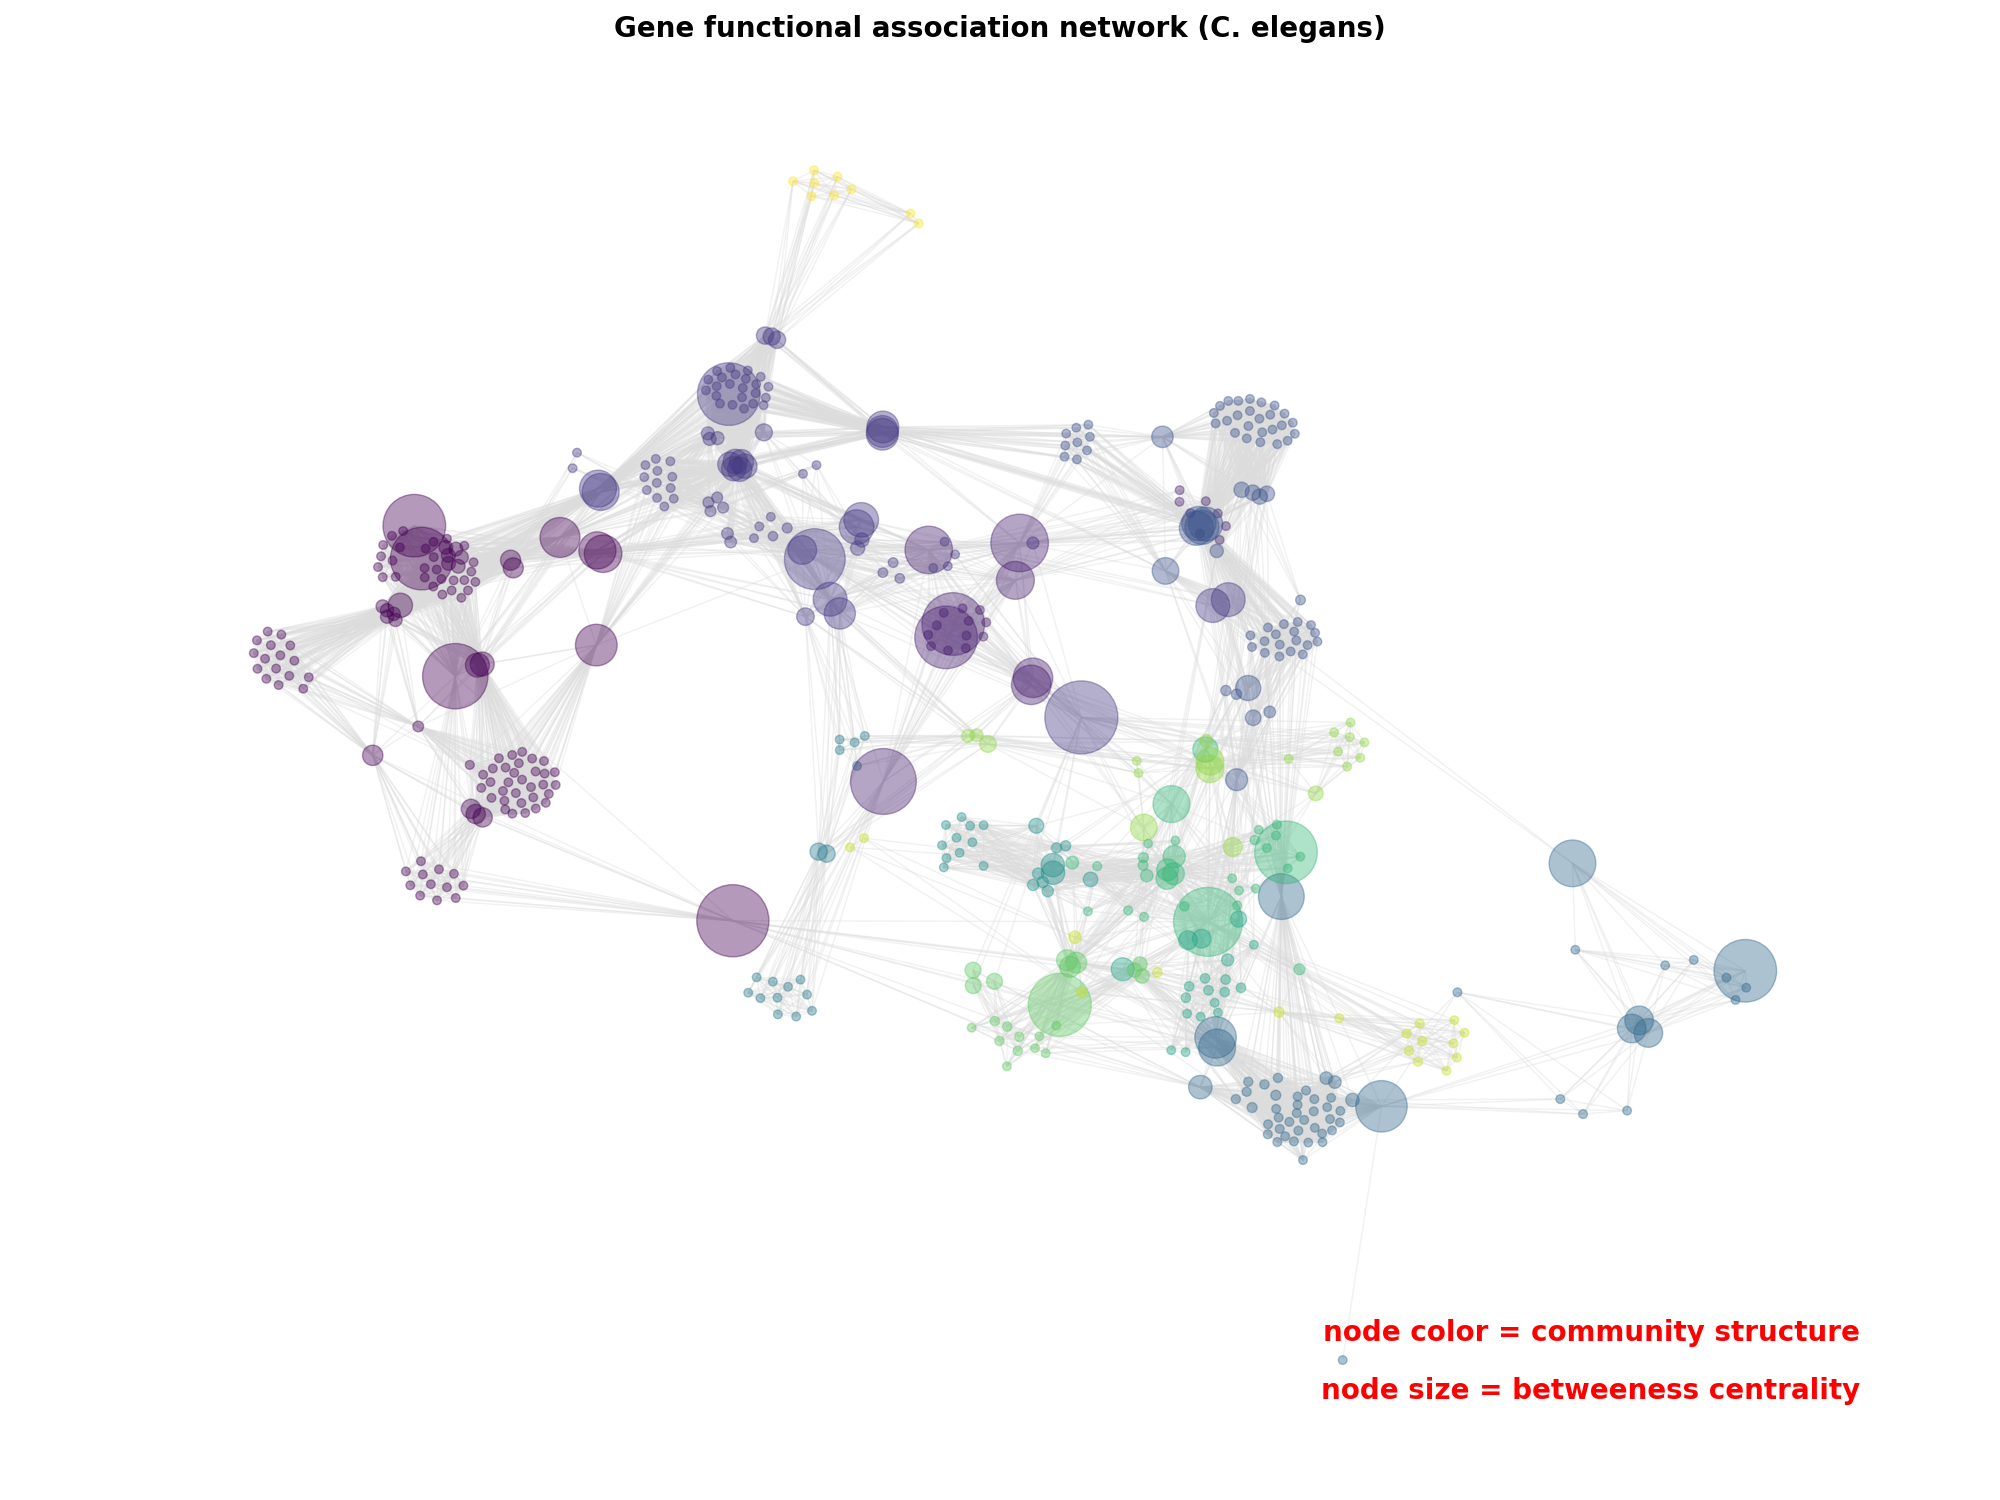 Gene functional association network (C. elegans)
node color = community structure
node size = betweeness centrality